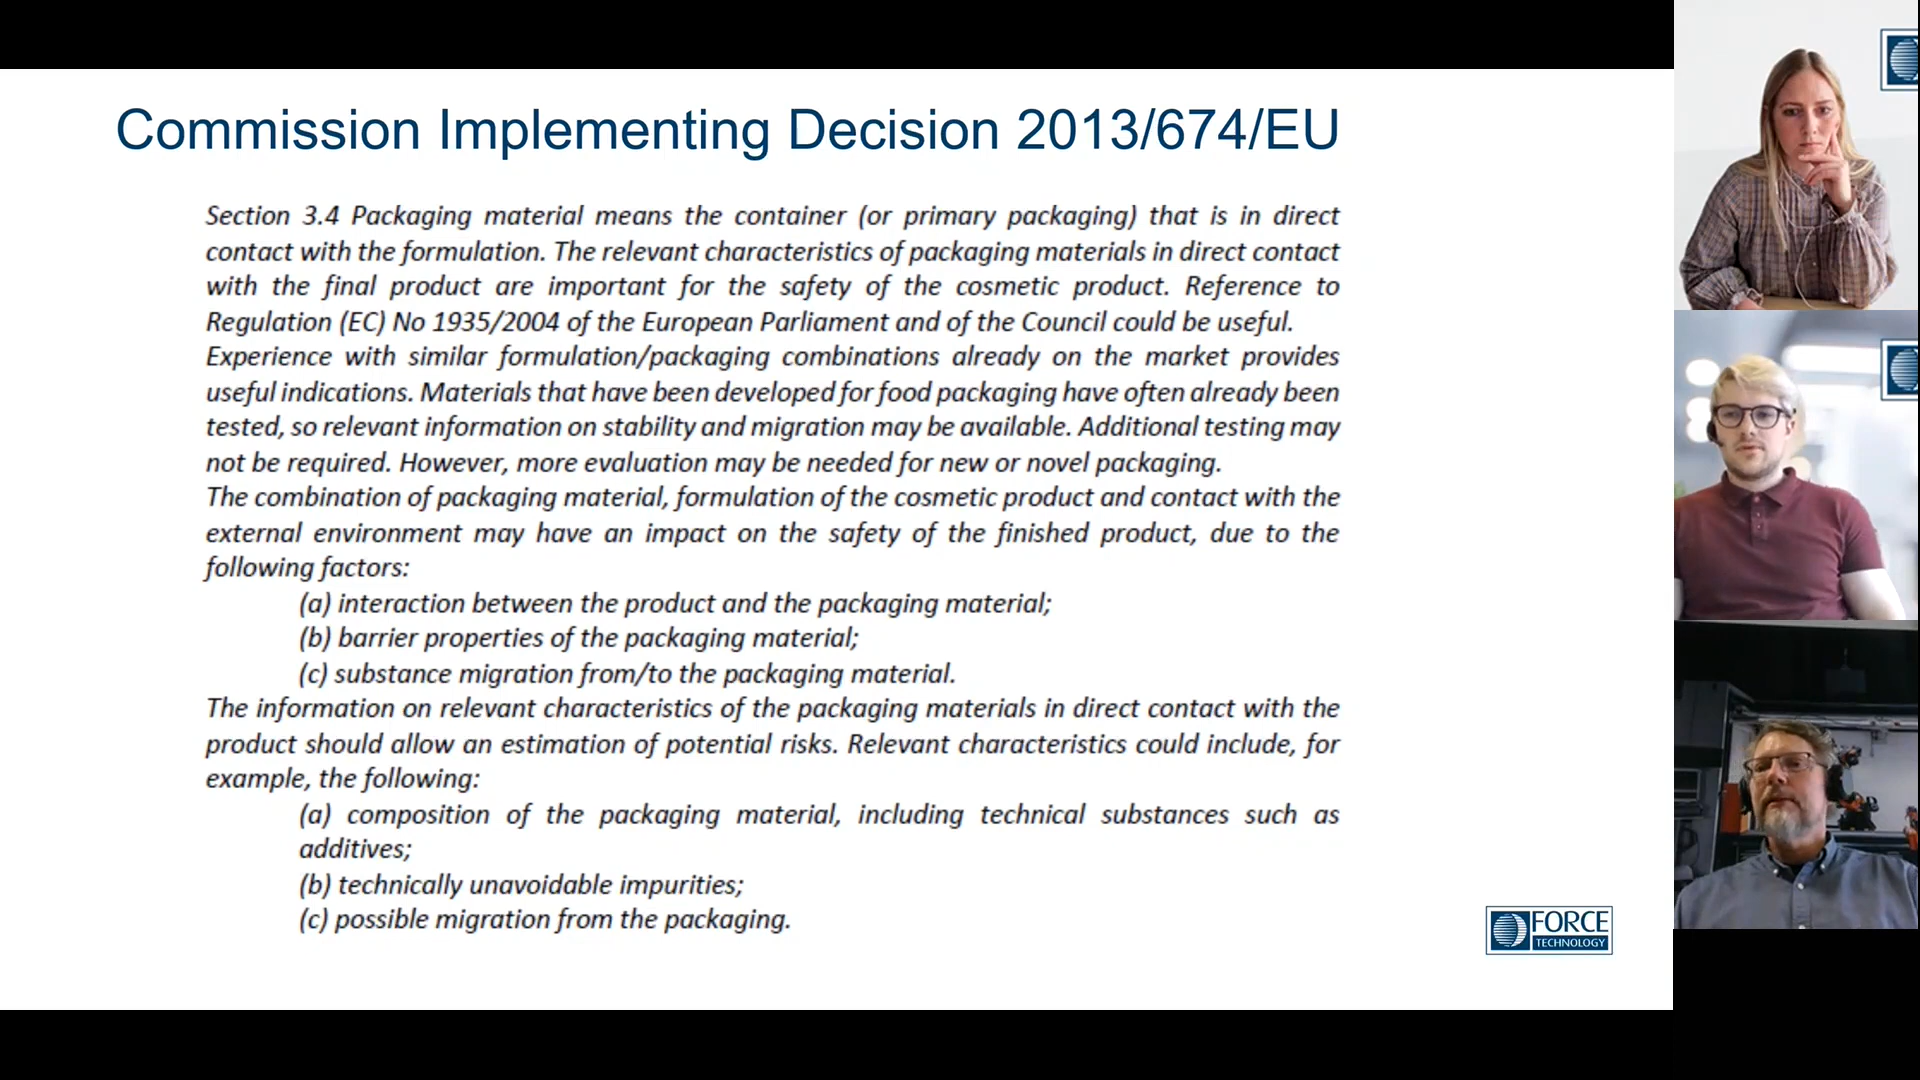 Commission Implementing Decision 2013/674/EU
Section 3.4 Packaging material means the container (or primary packaging) that is in direct
contact with the formulation. The relevant characteristics of packaging materials in direct contact
with the final product are important for the safety of the cosmetic product. Reference to
Regulation (EC) No 1935/2004 of the European Parliament and of the Council could be useful.
Experience with similar formulation/packaging combinations already on the market provides
useful indications. Materials that have been developed for food packaging have often already been
tested, so relevant information on stability and migration may be available. Additional testing may
not be required. However, more evaluation may be needed for new or novel packaging.
The combination of packaging material, formulation of the cosmetic product and contact with the
external environment may have an impact on the safety of the finished product, due to the
following factors:
(a) interaction between the product and the packaging material;
(b) barrier properties of the packaging material;
(c) substance migration from/to the packaging material.
The information on relevant characteristics of the packaging materials in direct contact with the
product should allow an estimation of potential risks. Relevant characteristics could include, for
example, the following:
(a) composition of the packaging material, including technical substances such as
additives;
(b) technically unavoidable impurities;
(c) possible migration from the packaging.
FORCE
TECHNOLOGY